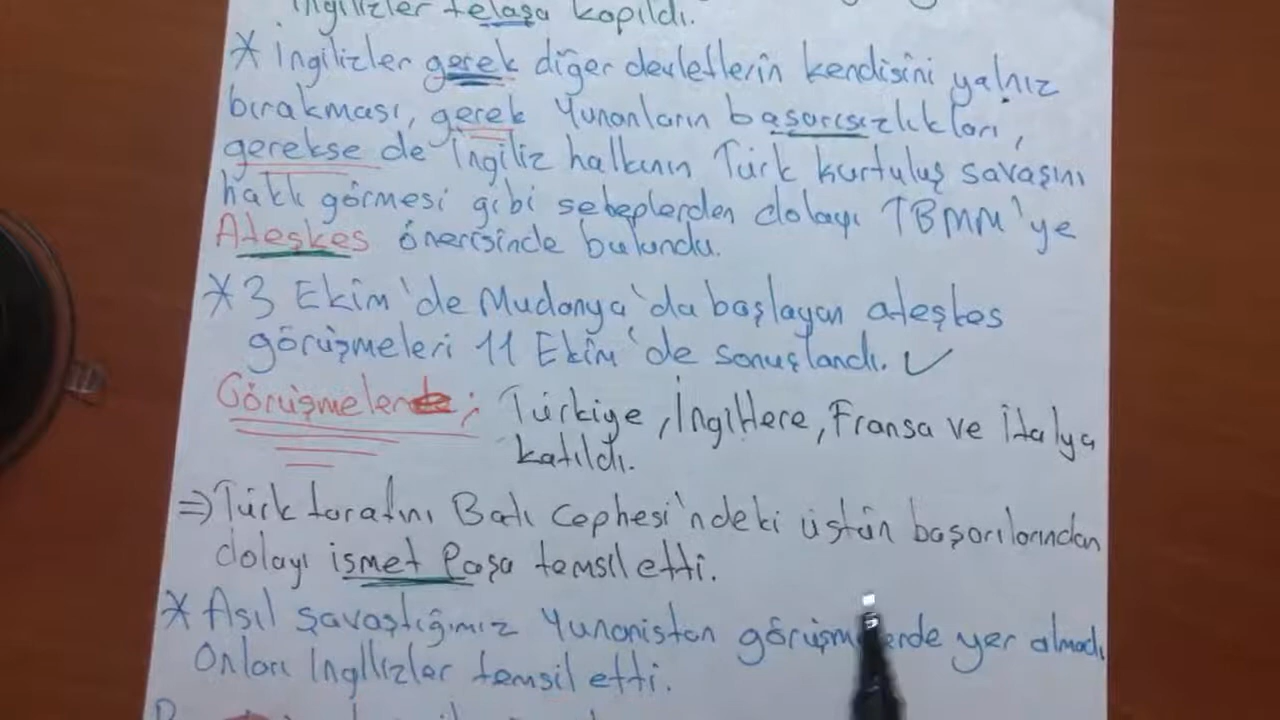 İngilizler telaşa kapıldı.
* İngilizler gerek diğer devletlerin kendisini yalnız
bırakması, gerek Yunanların başarısızlıkları,
gerekse de İngiliz halkının Türk kurtuluş savaşını
haklı görmesi gibi sebeplerden dolayı TBMM'ye
Ateşkes önerisinde bulundu.
* 3 Ekim'de Mudanya'da başlayan ateşkes
görüşmeleri 11 Ekim'de sonuçlandı. ✓
Görüşmeler; Türkiye, İngiltere, Fransa ve İtalya
katıldı.
⇒ Türk tarafını Batı Cephesi'ndeki üstün başarılarından
dolayı ismet Paşa temsil etti.
* Asıl savaştığımız Yunanistan görüşmelerde yer almadı.
Onları İngilizler temsil etti.